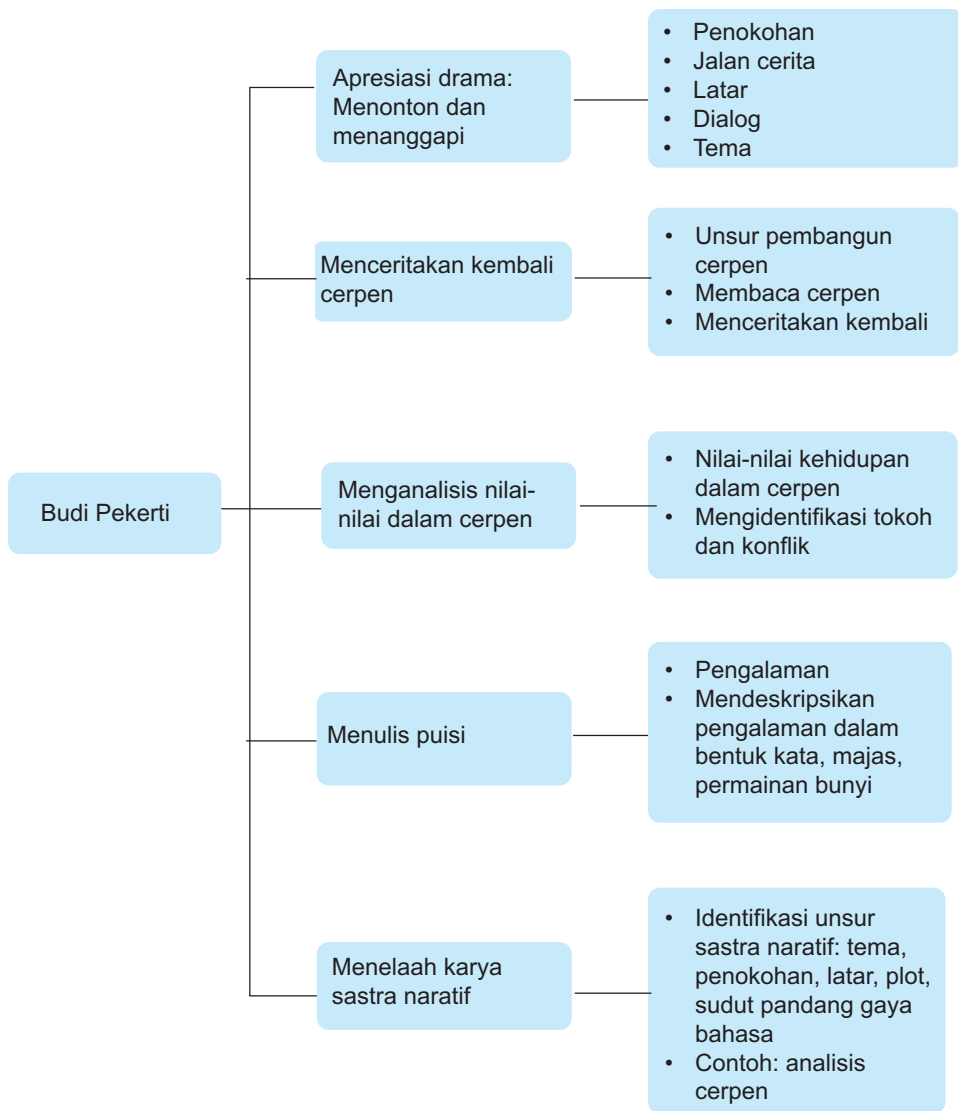 Budi Pekerti
Apresiasi drama:
Menonton dan
menanggapi
• Penokohan
• Jalan cerita
• Latar
• Dialog
• Tema
Menceritakan kembali
cerpen
• Unsur pembangun
cerpen
• Membaca cerpen
• Menceritakan kembali
Menganalisis nilai-
nilai dalam cerpen
• Nilai-nilai kehidupan
dalam cerpen
• Mengidentifikasi tokoh
dan konflik
Menulis puisi
• Pengalaman
• Mendeskripsikan
pengalaman dalam
bentuk kata, majas,
permainan bunyi
Menelaah karya
sastra naratif
• Identifikasi unsur
sastra naratif: tema,
penokohan, latar, plot,
sudut pandang gaya
bahasa
• Contoh: analisis
cerpen